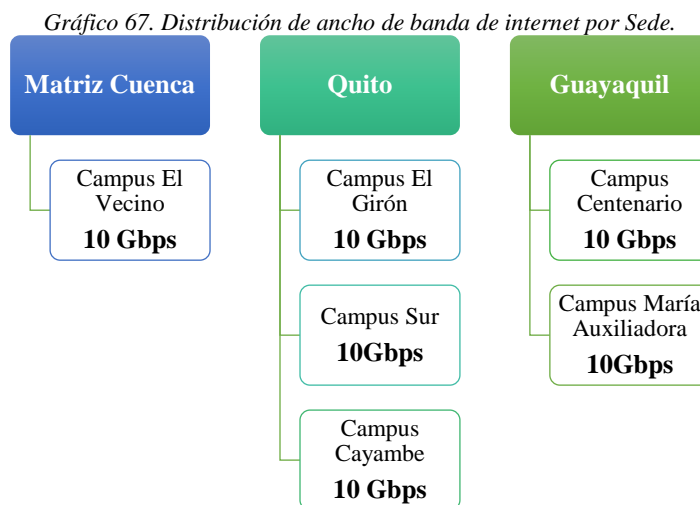 Gráfico 67. Distribución de ancho de banda de internet por Sede.
Matriz Cuenca
Campus El
Vecino
10 Gbps
Quito
Campus El
Girón
10 Gbps
Campus Sur
10Gbps
Campus
Cayambe
10 Gbps
Guayaquil
Campus
Centenario
10 Gbps
Campus María
Auxiliadora
10Gbps